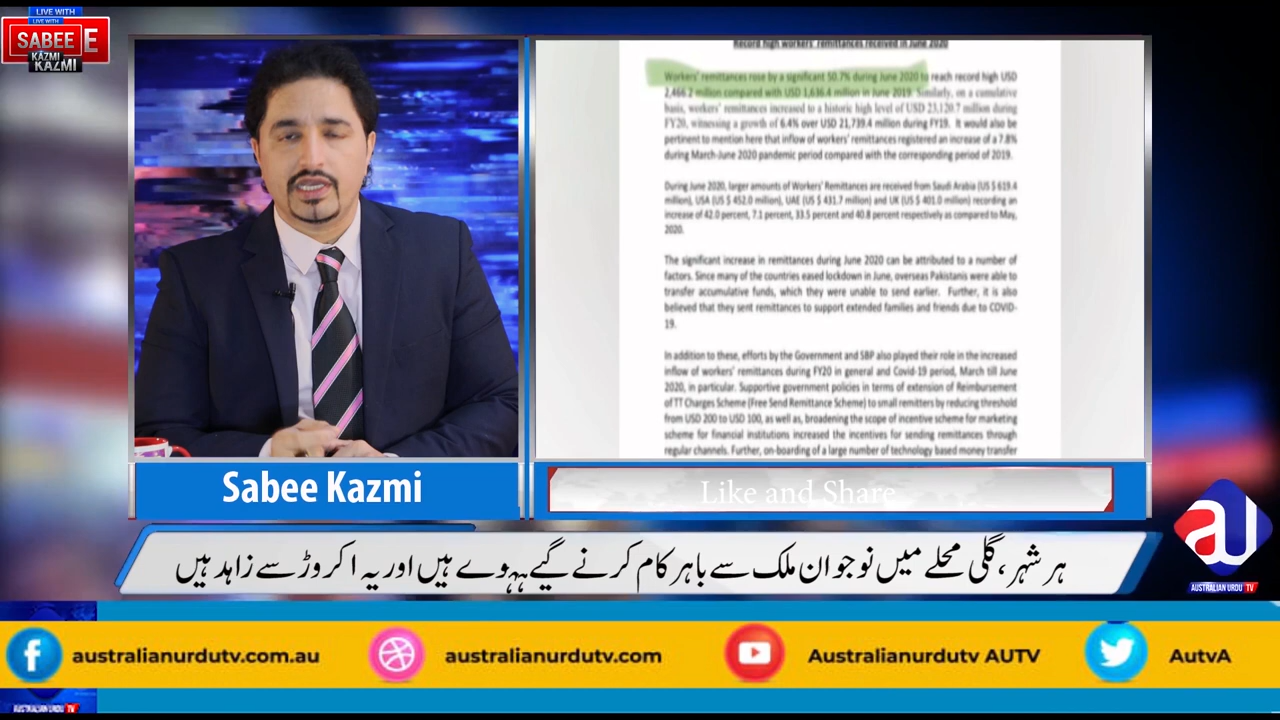 LIVE WITH
LIVE WITH
SABEE E
KAZMI
KAZMI
Record high workers' remittances received in June 2020
Workers' remittances rose by a significant 50.7% during June 2020 to reach record high USD
2,466.2 million compared with USD 1,636.4 million in June 2019. Similarly, on a cumulative
basis, workers' remittances increased to a historic high level of USD 23,120.7 million during
FY20, witnessing a growth of 6.4% over USD 21,739.4 million during FY19. It would also be
pertinent to mention here that inflow of workers' remittances registered an increase of a 7.8%
during March-June 2020 pandemic period compared with the corresponding period of 2019.
During June 2020, larger amounts of Workers' Remittances are received from Saudi Arabia (US $ 619.4
million), USA (US $ 452.0 million), UAE (US $ 431.7 million) and UK (US $ 401.0 million) recording an
increase of 42.0 percent, 7.1 percent, 33.5 percent and 40.8 percent respectively as compared to May,
2020.
The significant increase in remittances during June 2020 can be attributed to a number of
factors. Since many of the countries eased lockdown in June, overseas Pakistanis were able to
transfer accumulative funds, which they were unable to send earlier. Further, it is also
believed that they sent remittances to support extended families and friends due to COVID-
19.
In addition to these, efforts by the Government and SBP also played their role in the increased
inflow of workers' remittances during FY20 in general and Covid-19 period, March till June
2020, in particular. Supportive government policies in terms of extension of Reimbursement
of TT Charges Scheme (Free Send Remittance Scheme) to small remitters by reducing threshold
from USD 200 to USD 100, as well as, broadening the scope of incentive scheme for marketing
scheme for financial institutions increased the incentives for sending remittances through
regular channels. Further, on-boarding of a large number of technology based money transfer
Sabee Kazmi
Like and Share
ہر شہر، گلی محلے میں نوجوان ملک سے باہر کام کرنے گیے ہوے ہیں اور یہ ا کروڑ سے زاہد ہیں
au
AUSTRALIAN URDU TV
australianurdutv.com.au
australianurdutv.com
Australianurdutv AUTV
AutvA
AUSTRALIAN URDU TV